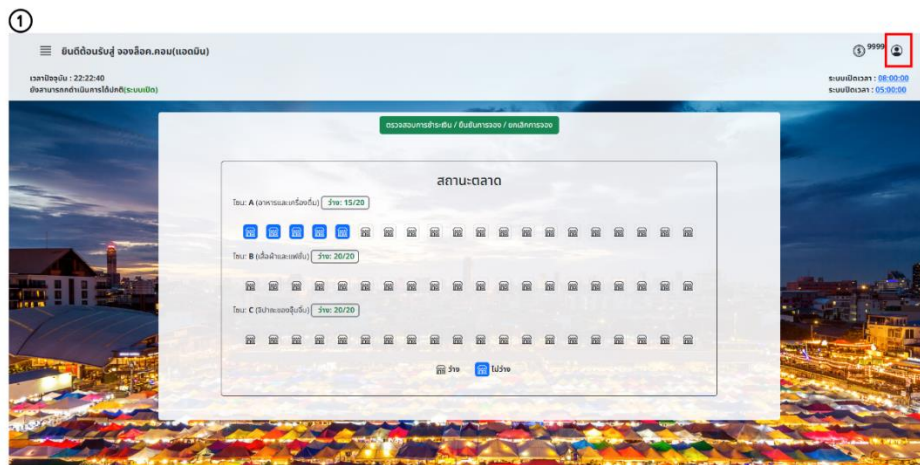 1
ยินดีต้อนรับสู่ จองล็อค.คอม(แอดมิน)
9999
เวลาปัจจุบัน : 22:22:40
ระบบเปิดเวลา : 08:00:00
ยังสามารถดำเนินการได้ปกติ(ระบบเปิด)
ระบบปิดเวลา : 05:00:00
ตรวจสอบการชำระเงิน / ยืนยันการจอง / ยกเลิกการจอง
สถานะตลาด
โซน: A (อาหารและเครื่องดื่ม) ว่าง: 15/20
โซน: B (เสื้อผ้าและแฟชั่น) ว่าง: 20/20
โซน: C (จิปาถะของจุ๊บจิ๊บ) ว่าง: 20/20
ว่าง ไม่ว่าง